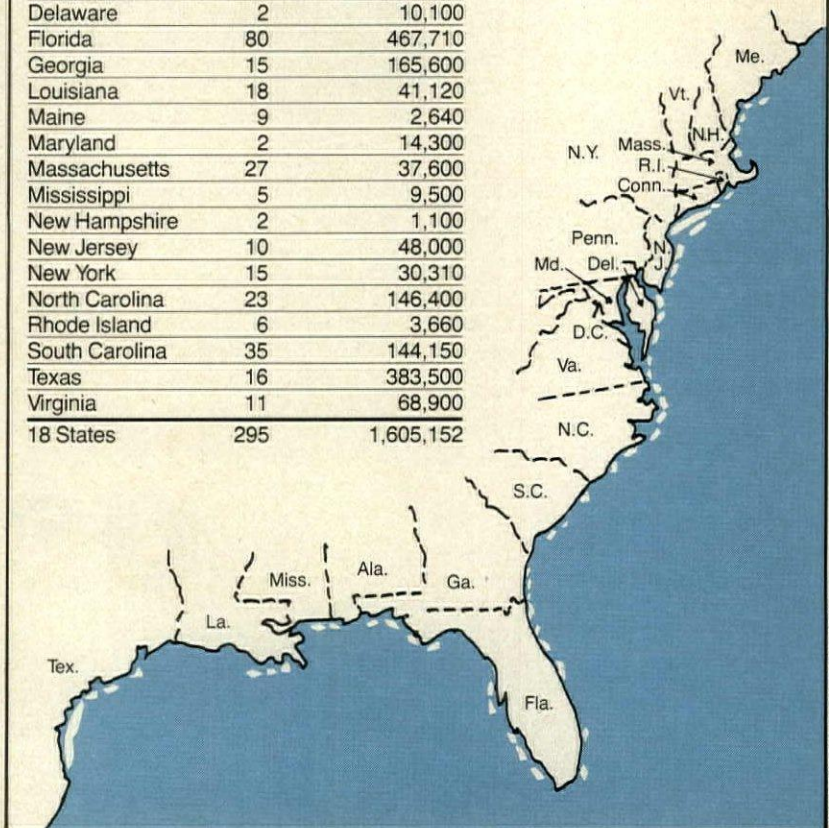 Delaware 2 10,100
Florida 80 467,710
Georgia 15 165,600
Louisiana 18 41,120
Maine 9 2,640
Maryland 2 14,300
Massachusetts 27 37,600
Mississippi 5 9,500
New Hampshire 2 1,100
New Jersey 10 48,000
New York 15 30,310
North Carolina 23 146,400
Rhode Island 6 3,660
South Carolina 35 144,150
Texas 16 383,500
Virginia 11 68,900
18 States 295 1,605,152
Me.
Vt.
N.H.
N.Y.
Mass.
R.I.
Conn.
Penn.
N.
J.
Md.
Del.
D.C.
Va.
N.C.
S.C.
Miss.
Ala.
Ga.
La.
Tex.
Fla.